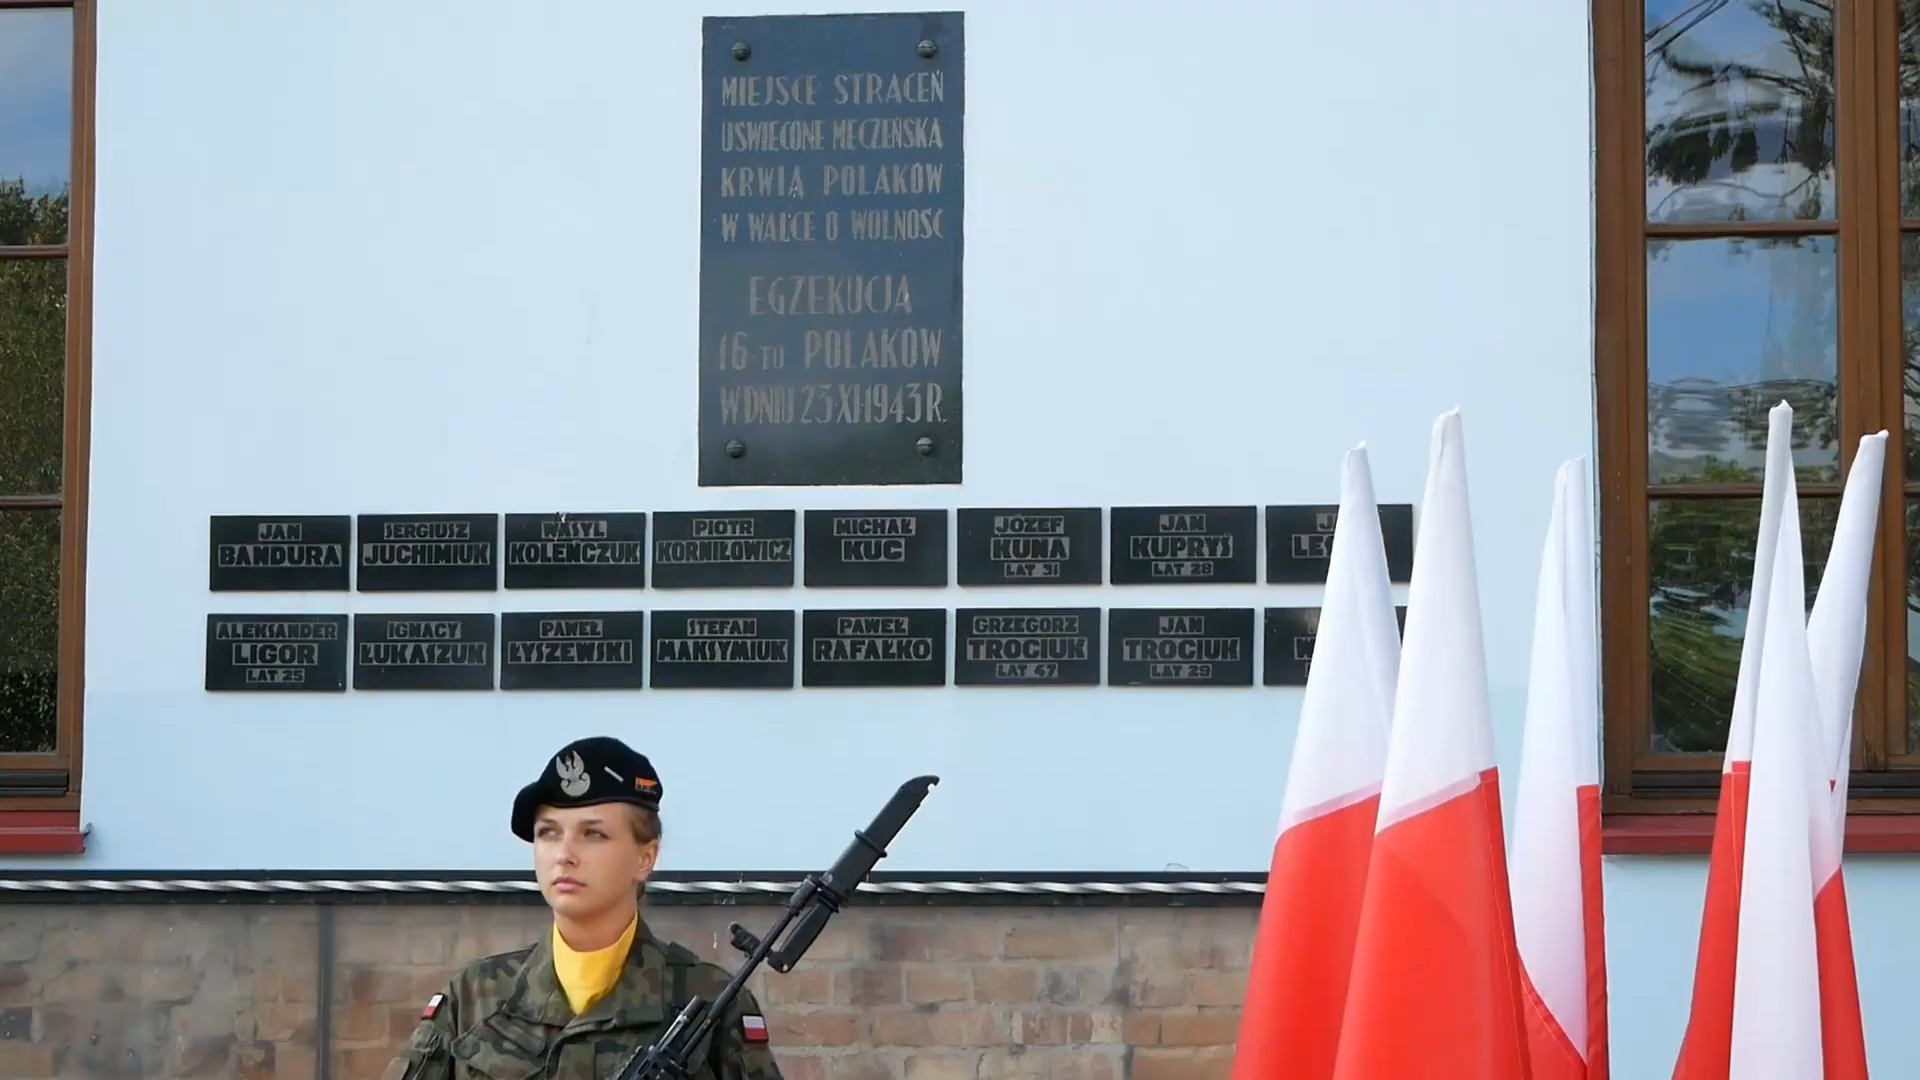 MIEJSCE STRACEŃ
UŚWIĘCONE MĘCZEŃSKĄ
KRWIĄ POLAKÓW
W WALCE O WOLNOŚĆ
EGZEKUCJA
16-TU POLAKÓW
W DNIU 23·XI·1943 R.
JAN
BANDURA
SERGIUSZ
JUCHIMIUK
WASYL
KOLEŃCZUK
PIOTR
KORNIŁOWICZ
MICHAŁ
KUC
JÓZEF
KUNA
LAT 31
JAN
KUPRYŚ
LAT 28
ALEKSANDER
LIGOR
LAT 25
IGNACY
ŁUKASZUK
PAWEŁ
ŁYSZEWSKI
STEFAN
MAKSYMIUK
PAWEŁ
RAFAŁKO
GRZEGORZ
TROCIUK
LAT 47
JAN
TROCIUK
LAT 29